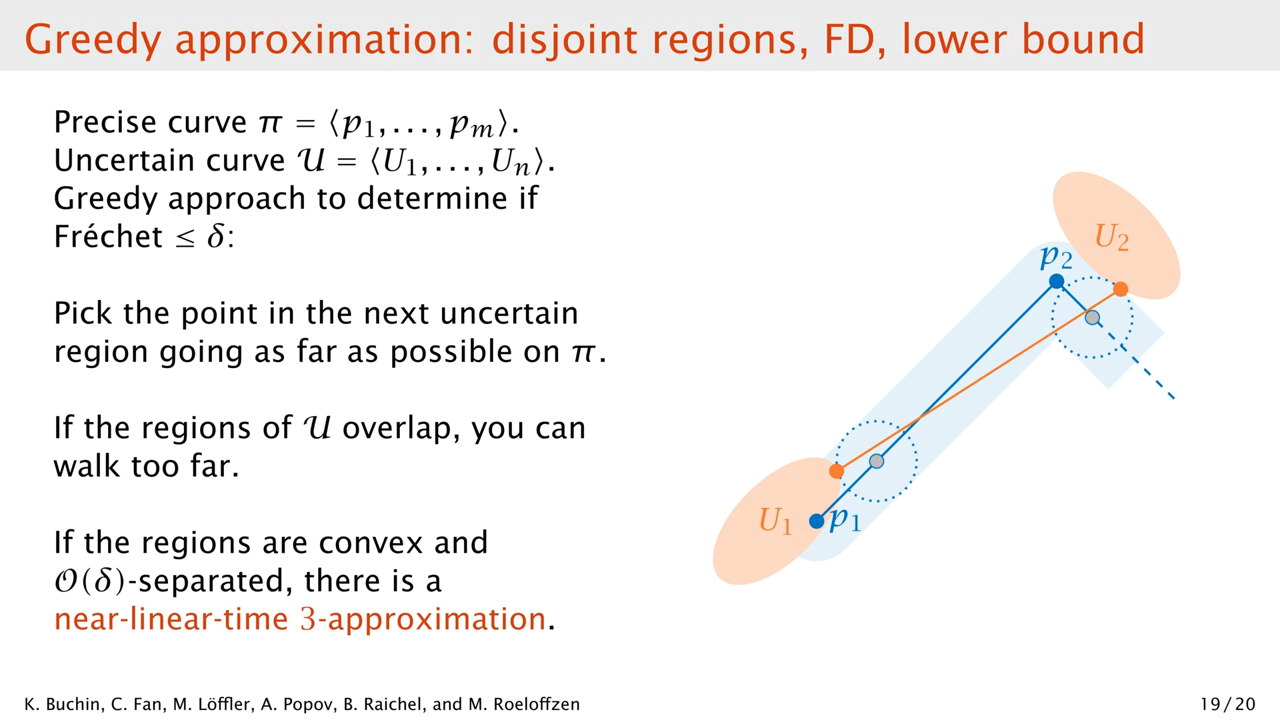 Greedy approximation: disjoint regions, FD, lower bound
Precise curve π = ⟨p₁,...,pₘ⟩.
Uncertain curve 𝒰 = ⟨U₁,...,Uₙ⟩.
Greedy approach to determine if
Fréchet ≤ δ:
Pick the point in the next uncertain
region going as far as possible on π.
If the regions of 𝒰 overlap, you can
walk too far.
If the regions are convex and
𝒪(δ)-separated, there is a
near-linear-time 3-approximation.
U₂
p₂
U₁
p₁
K. Buchin, C. Fan, M. Löffler, A. Popov, B. Raichel, and M. Roeloffzen
19/20